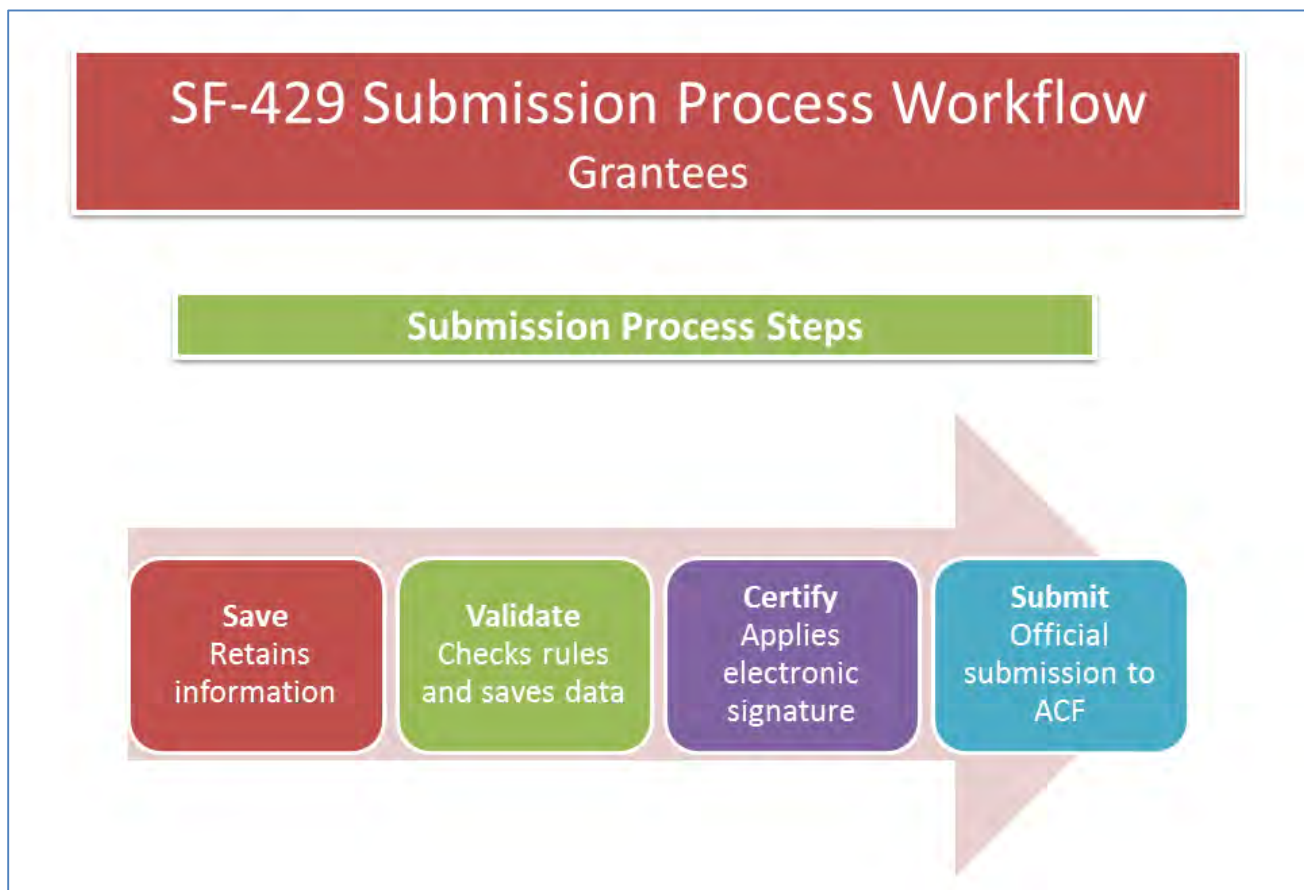 SF-429 Submission Process Workflow
Grantees
Submission Process Steps
Save
Retains
information
Validate
Checks rules
and saves data
Certify
Applies
electronic
signature
Submit
Official
submission to
ACF